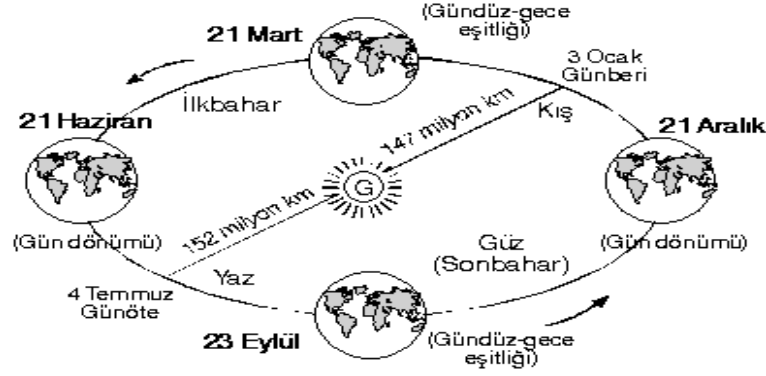 (Gündüz-gece
eşitliği)
21 Mart
3 Ocak
Günberi
İlkbahar
Kış
147 milyon km
21 Haziran
21 Aralık
G
152 milyon km
(Gün dönümü)
Güz
(Sonbahar)
(Gün dönümü)
Yaz
4 Temmuz
Günöte
23 Eylül
(Gündüz-gece
eşitliği)